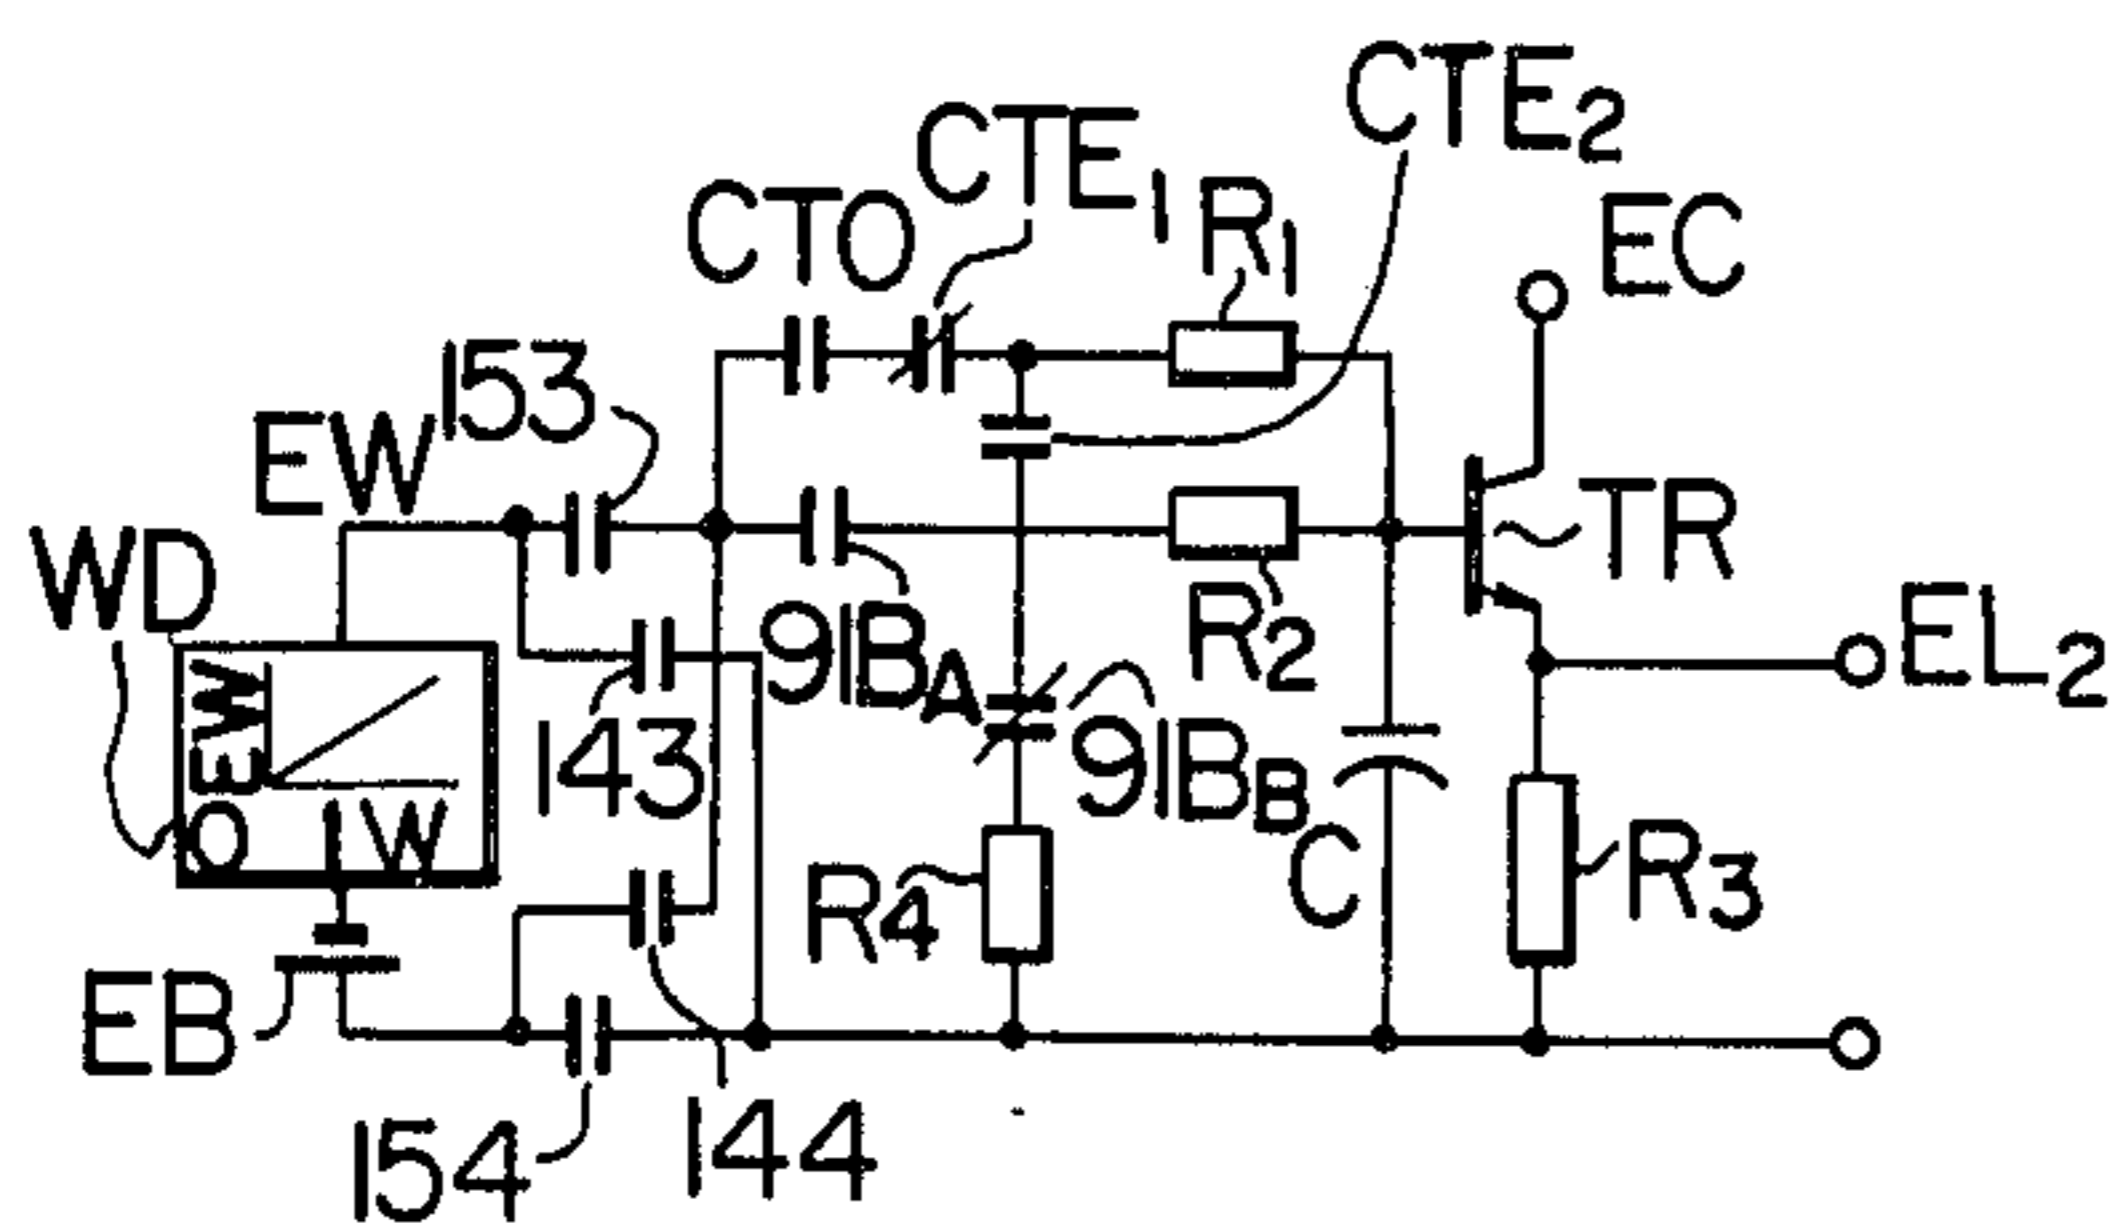 CTE2
CTE1
CTO
R1
EC
153
EW
WD
TR
R2
EL2
91BA
EW
143
91BB
O
IW
C
R3
R4
EB
154
144